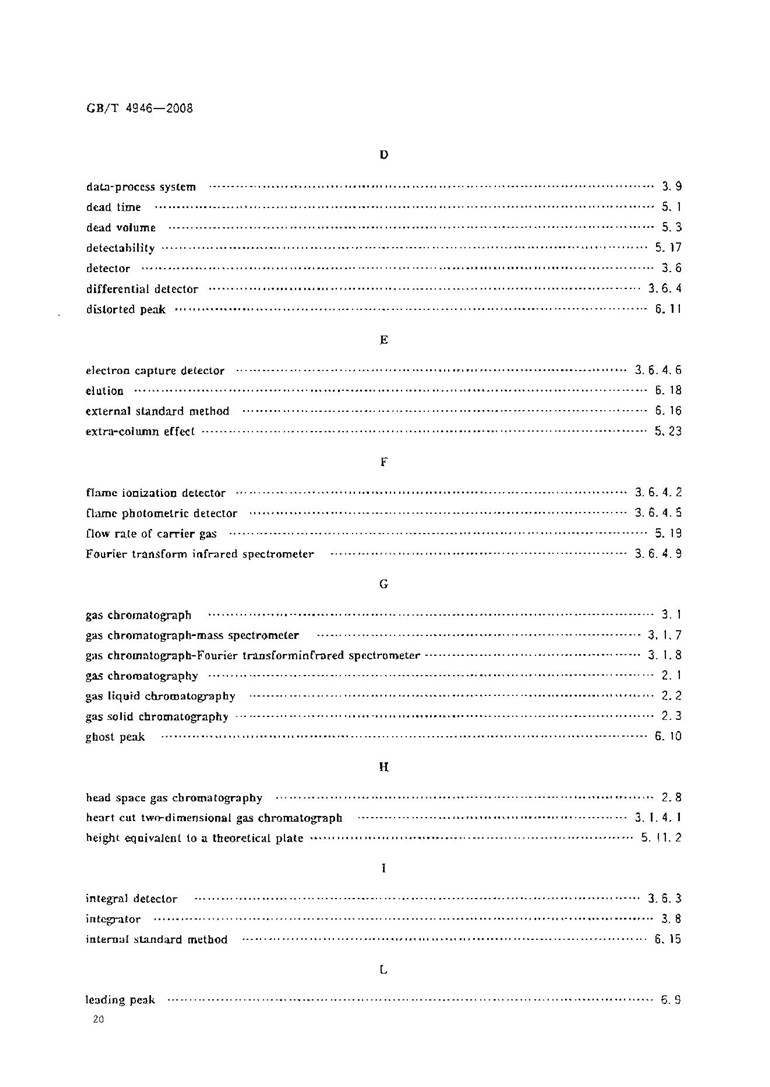 GB/T 4946—2008
D
data-process system ………………………………………………………………………… 3.9
dead time ………………………………………………………………………… 5.1
dead volume ………………………………………………………………………… 5.3
detectability ………………………………………………………………………… 5.17
detector ………………………………………………………………………… 3.6
differential detector ………………………………………………………………………… 3.6.4
distorted peak ………………………………………………………………………… 6.11
E
electron capture detector ………………………………………………………………………… 3.6.4.6
elution ………………………………………………………………………… 6.18
external standard method ………………………………………………………………………… 6.16
extra-column effect ………………………………………………………………………… 5.23
F
flame ionization detector ………………………………………………………………………… 3.6.4.2
flame photometric detector ………………………………………………………………………… 3.6.4.5
flow rate of carrier gas ………………………………………………………………………… 5.19
Fourier transform infrared spectrometer ……………………………………………………… 3.6.4.9
G
gas chromatograph ………………………………………………………………………… 3.1
gas chromatograph-mass spectrometer ……………………………………………………… 3.1.7
gas chromatograph-Fourier transforminfrared spectrometer …………………………………… 3.1.8
gas chromatography ………………………………………………………………………… 2.1
gas liquid chromatography ………………………………………………………………………… 2.2
gas solid chromatography ………………………………………………………………………… 2.3
ghost peak ………………………………………………………………………… 6.10
H
head space gas chromatography ………………………………………………………………… 2.8
heart cut two-dimensional gas chromatograph ………………………………………………… 3.1.4.1
height equivalent to a theoretical plate ………………………………………………………… 5.11.2
I
integral detector ………………………………………………………………………… 3.6.3
integrator ………………………………………………………………………… 3.8
internal standard method ………………………………………………………………………… 6.15
L
leading peak ………………………………………………………………………… 6.9
20